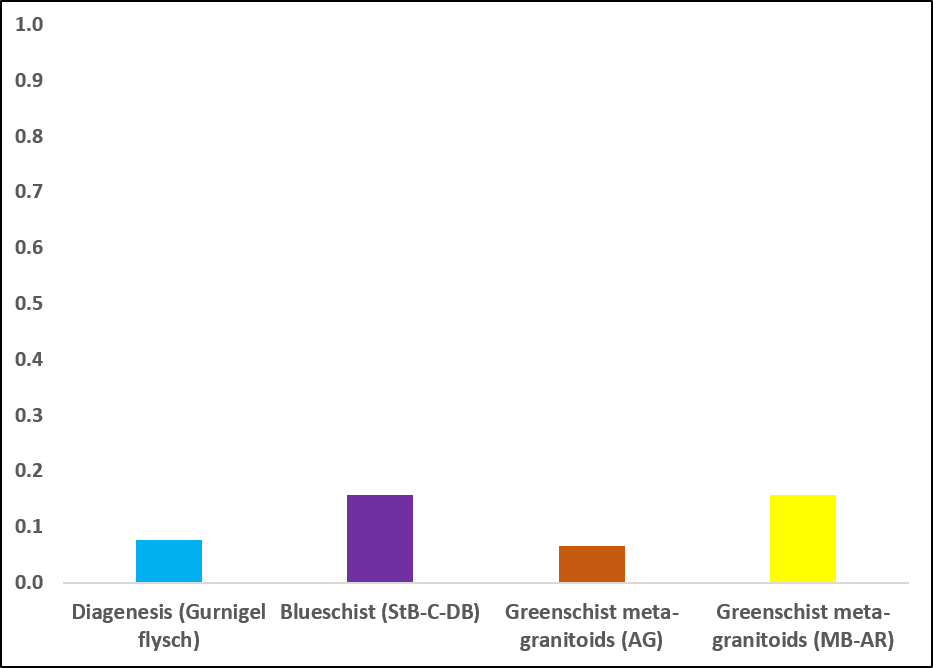 1.0
0.9
0.8
0.7
0.6
0.5
0.4
0.3
0.2
0.1
0.0
Diagenesis (Gurnigel
flysch)
Blueschist (StB-C-DB)
Greenschist meta-
granitoids (AG)
Greenschist meta-
granitoids (MB-AR)